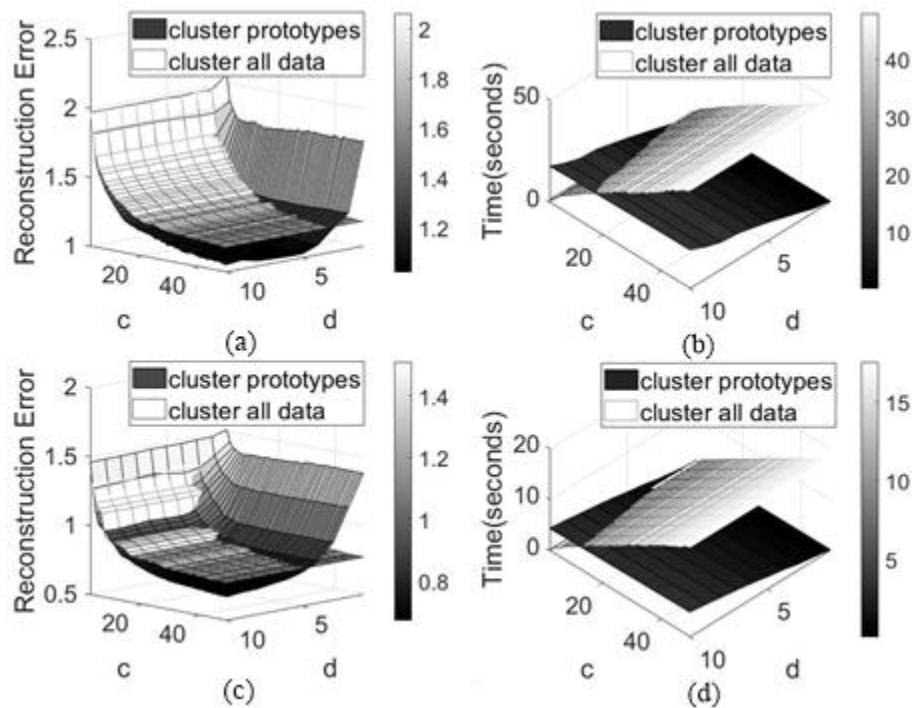 cluster prototypes
cluster all data
Reconstruction Error
2.5
2
1.5
1
20
40
c
10
5
d
2
1.8
1.6
1.4
1.2
(a)
cluster prototypes
cluster all data
Time(seconds)
50
0
20
40
c
10
5
d
40
30
20
10
(b)
cluster prototypes
cluster all data
Reconstruction Error
2
1.5
1
0.5
20
40
c
10
5
d
1.4
1.2
1
0.8
(c)
cluster prototypes
cluster all data
Time(seconds)
20
10
0
20
40
c
10
5
d
15
10
5
(d)